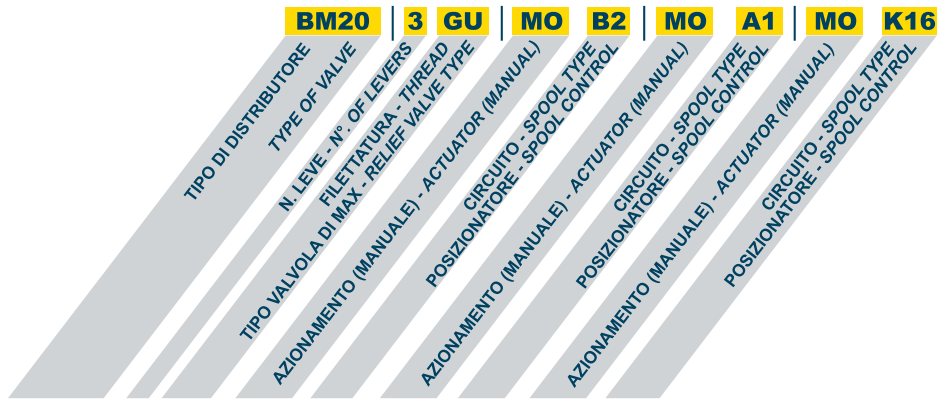 BM20 | 3 GU | MO B2 | MO A1 | MO K16
TIPO DI DISTRIBUTORE
TYPE OF VALVE
N. LEVE - N°. OF LEVERS
FILETTATURA - THREAD
TIPO VALVOLA DI MAX - RELIEF VALVE TYPE
AZIONAMENTO (MANUALE) - ACTUATOR (MANUAL)
CIRCUITO - SPOOL TYPE
POSIZIONATORE - SPOOL CONTROL
AZIONAMENTO (MANUALE) - ACTUATOR (MANUAL)
CIRCUITO - SPOOL TYPE
POSIZIONATORE - SPOOL CONTROL
AZIONAMENTO (MANUALE) - ACTUATOR (MANUAL)
CIRCUITO - SPOOL TYPE
POSIZIONATORE - SPOOL CONTROL